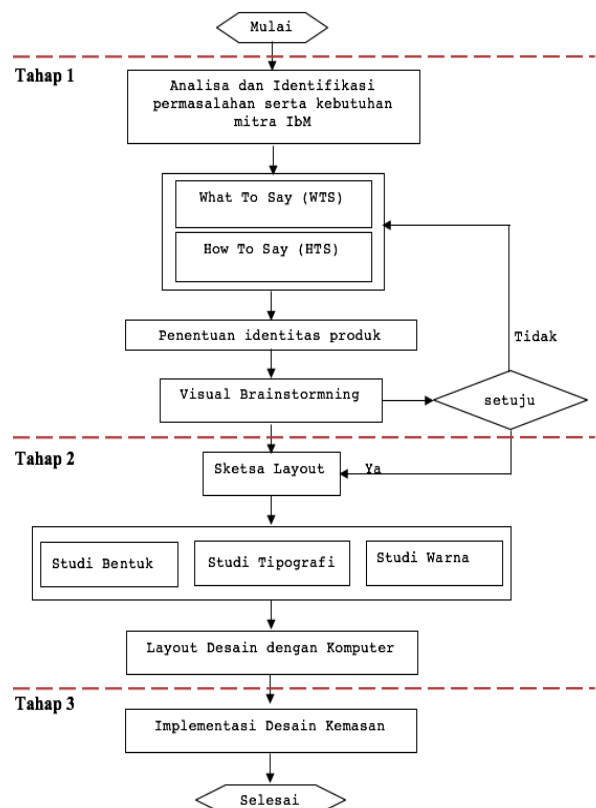 Mulai
Tahap 1
Analisa dan Identifikasi
permasalahan serta kebutuhan
mitra IbM
What To Say (WTS)
How To Say (HTS)
Penentuan identitas produk
Tidak
Visual Brainstormning
setuju
Tahap 2
Sketsa Layout
Ya
Studi Bentuk
Studi Tipografi
Studi Warna
Layout Desain dengan Komputer
Tahap 3
Implementasi Desain Kemasan
Selesai